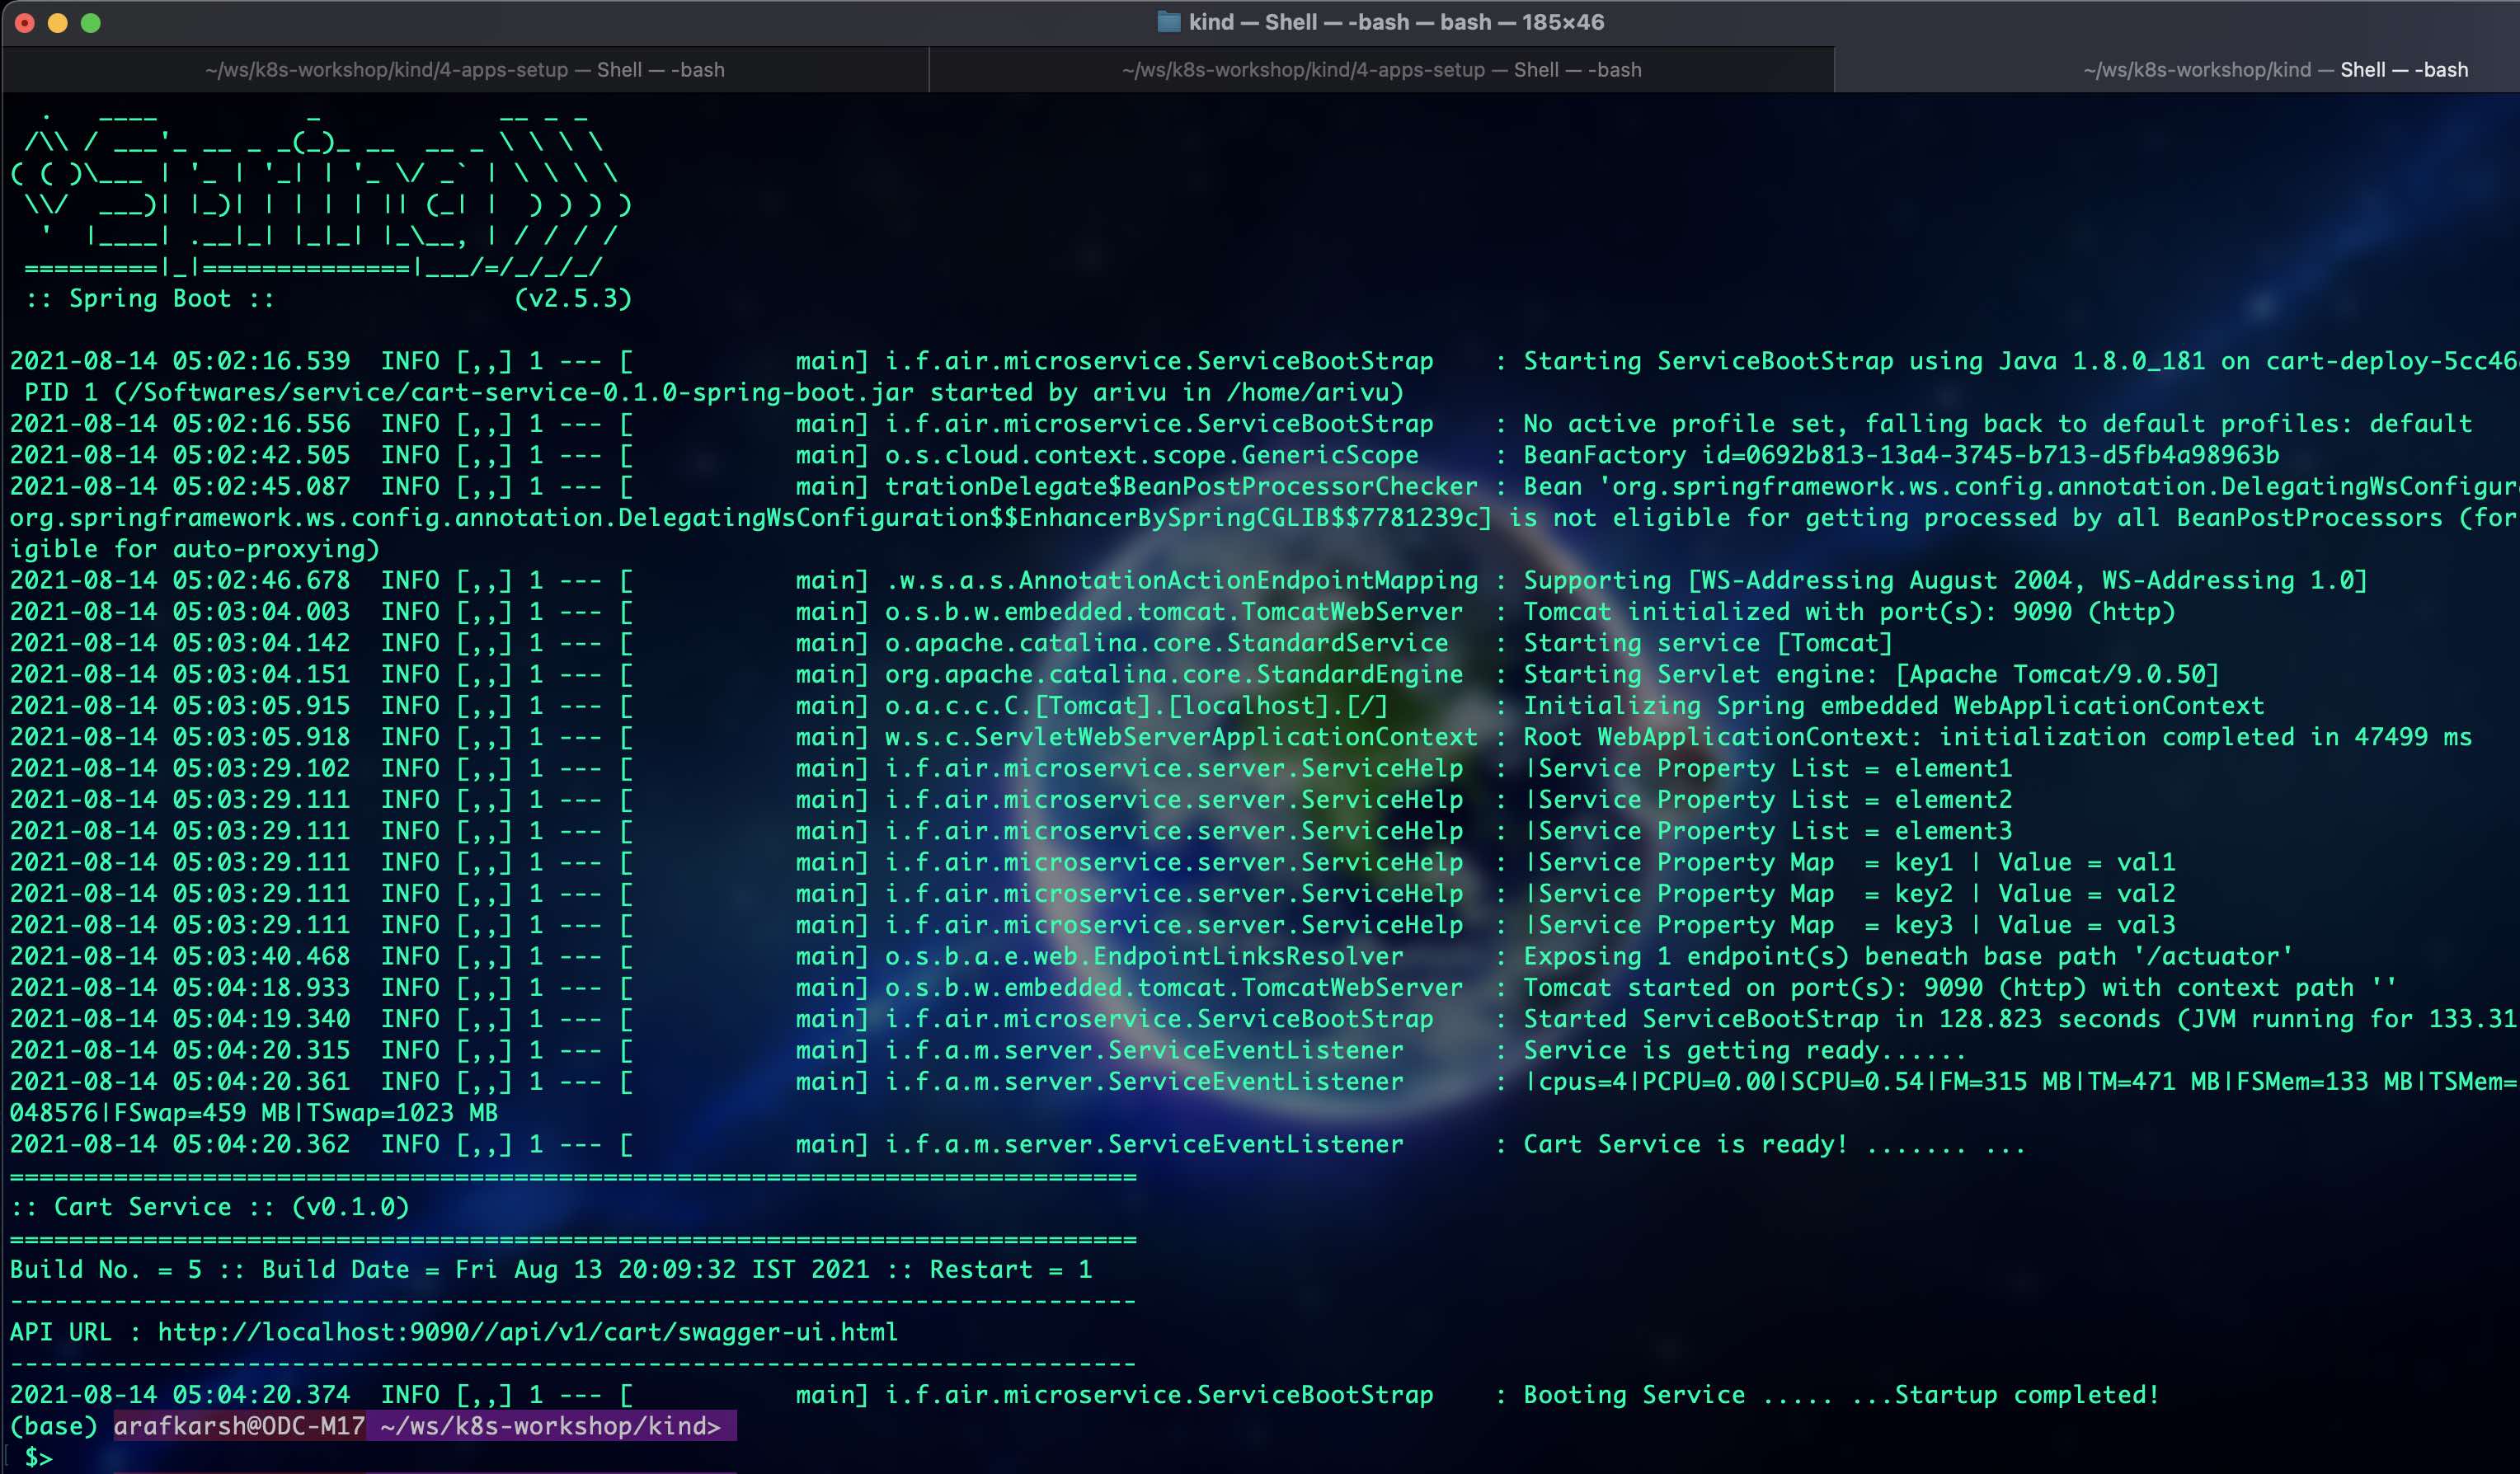 kind — Shell — -bash — bash — 185×46
~/ws/k8s-workshop/kind/4-apps-setup — Shell — -bash
~/ws/k8s-workshop/kind/4-apps-setup — Shell — -bash
~/ws/k8s-workshop/kind — Shell — -bash
  .   ____          _            __ _ _
 /\\ / ___'_ __ _ _(_)_ __  __ _ \ \ \ \
( ( )\___ | '_ | '_| | '_ \/ _` | \ \ \ \
 \\/  ___)| |_)| | | | | || (_| |  ) ) ) )
  '  |____| .__|_| |_|_| |_\__, | / / / /
 =========|_|==============|___/=/_/_/_/
 :: Spring Boot ::                (v2.5.3)
2021-08-14 05:02:16.539  INFO [,,] 1 --- [           main] i.f.air.microservice.ServiceBootStrap    : Starting ServiceBootStrap using Java 1.8.0_181 on cart-deploy-5cc46
 PID 1 (/Softwares/service/cart-service-0.1.0-spring-boot.jar started by arivu in /home/arivu)
2021-08-14 05:02:16.556  INFO [,,] 1 --- [           main] i.f.air.microservice.ServiceBootStrap    : No active profile set, falling back to default profiles: default
2021-08-14 05:02:42.505  INFO [,,] 1 --- [           main] o.s.cloud.context.scope.GenericScope     : BeanFactory id=0692b813-13a4-3745-b713-d5fb4a98963b
2021-08-14 05:02:45.087  INFO [,,] 1 --- [           main] trationDelegate$BeanPostProcessorChecker : Bean 'org.springframework.ws.config.annotation.DelegatingWsConfigur
org.springframework.ws.config.annotation.DelegatingWsConfiguration$$EnhancerBySpringCGLIB$$7781239c] is not eligible for getting processed by all BeanPostProcessors (for
igible for auto-proxying)
2021-08-14 05:02:46.678  INFO [,,] 1 --- [           main] .w.s.a.s.AnnotationActionEndpointMapping : Supporting [WS-Addressing August 2004, WS-Addressing 1.0]
2021-08-14 05:03:04.003  INFO [,,] 1 --- [           main] o.s.b.w.embedded.tomcat.TomcatWebServer  : Tomcat initialized with port(s): 9090 (http)
2021-08-14 05:03:04.142  INFO [,,] 1 --- [           main] o.apache.catalina.core.StandardService   : Starting service [Tomcat]
2021-08-14 05:03:04.151  INFO [,,] 1 --- [           main] org.apache.catalina.core.StandardEngine  : Starting Servlet engine: [Apache Tomcat/9.0.50]
2021-08-14 05:03:05.915  INFO [,,] 1 --- [           main] o.a.c.c.C.[Tomcat].[localhost].[/]       : Initializing Spring embedded WebApplicationContext
2021-08-14 05:03:05.918  INFO [,,] 1 --- [           main] w.s.c.ServletWebServerApplicationContext : Root WebApplicationContext: initialization completed in 47499 ms
2021-08-14 05:03:29.102  INFO [,,] 1 --- [           main] i.f.air.microservice.server.ServiceHelp  : |Service Property List = element1
2021-08-14 05:03:29.111  INFO [,,] 1 --- [           main] i.f.air.microservice.server.ServiceHelp  : |Service Property List = element2
2021-08-14 05:03:29.111  INFO [,,] 1 --- [           main] i.f.air.microservice.server.ServiceHelp  : |Service Property List = element3
2021-08-14 05:03:29.111  INFO [,,] 1 --- [           main] i.f.air.microservice.server.ServiceHelp  : |Service Property Map  = key1 | Value = val1
2021-08-14 05:03:29.111  INFO [,,] 1 --- [           main] i.f.air.microservice.server.ServiceHelp  : |Service Property Map  = key2 | Value = val2
2021-08-14 05:03:29.111  INFO [,,] 1 --- [           main] i.f.air.microservice.server.ServiceHelp  : |Service Property Map  = key3 | Value = val3
2021-08-14 05:03:40.468  INFO [,,] 1 --- [           main] o.s.b.a.e.web.EndpointLinksResolver      : Exposing 1 endpoint(s) beneath base path '/actuator'
2021-08-14 05:04:18.933  INFO [,,] 1 --- [           main] o.s.b.w.embedded.tomcat.TomcatWebServer  : Tomcat started on port(s): 9090 (http) with context path ''
2021-08-14 05:04:19.340  INFO [,,] 1 --- [           main] i.f.air.microservice.ServiceBootStrap    : Started ServiceBootStrap in 128.823 seconds (JVM running for 133.31
2021-08-14 05:04:20.315  INFO [,,] 1 --- [           main] i.f.a.m.server.ServiceEventListener      : Service is getting ready......
2021-08-14 05:04:20.361  INFO [,,] 1 --- [           main] i.f.a.m.server.ServiceEventListener      : |cpus=4|PCPU=0.00|SCPU=0.54|FM=315 MB|TM=471 MB|FSMem=133 MB|TSMem=
048576|FSwap=459 MB|TSwap=1023 MB
2021-08-14 05:04:20.362  INFO [,,] 1 --- [           main] i.f.a.m.server.ServiceEventListener      : Cart Service is ready! ....... ...
============================================================================
:: Cart Service :: (v0.1.0)
============================================================================
Build No. = 5 :: Build Date = Fri Aug 13 20:09:32 IST 2021 :: Restart = 1
----------------------------------------------------------------------------
API URL : http://localhost:9090//api/v1/cart/swagger-ui.html
----------------------------------------------------------------------------
2021-08-14 05:04:20.374  INFO [,,] 1 --- [           main] i.f.air.microservice.ServiceBootStrap    : Booting Service ..... ...Startup completed!
(base) arafkarsh@ODC-M17 ~/ws/k8s-workshop/kind>
 $>